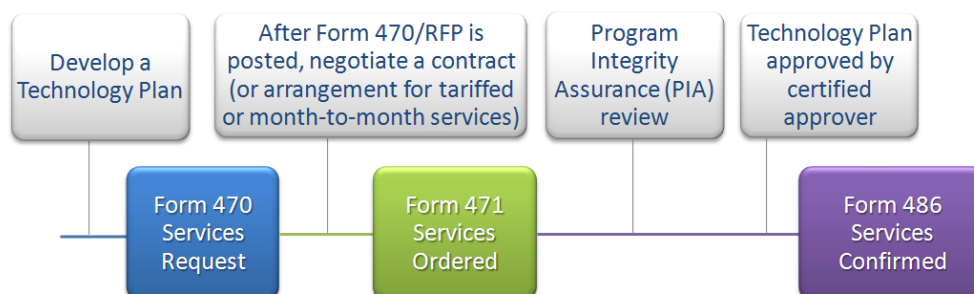 Develop a
Technology Plan
After Form 470/RFP is
posted, negotiate a contract
(or arrangement for tariffed
or month-to-month services)
Program
Integrity
Assurance (PIA)
review
Technology Plan
approved by
certified
approver
Form 470
Services
Request
Form 471
Services
Ordered
Form 486
Services
Confirmed